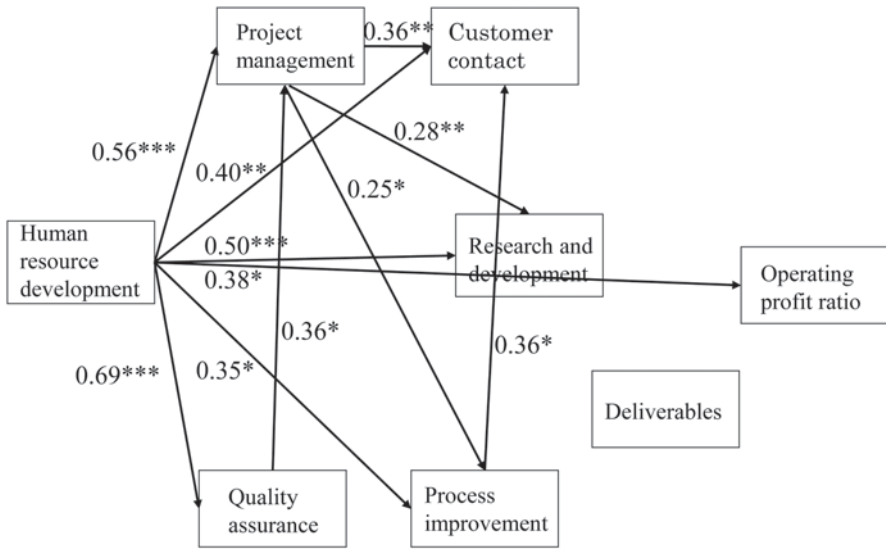 Project
management
0.36**
Customer
contact
0.56***
0.40**
0.28**
0.25*
Human
resource
development
0.50***
0.38*
Research and
development
Operating
profit ratio
0.36*
0.36*
0.69***
0.35*
Deliverables
Quality
assurance
Process
improvement